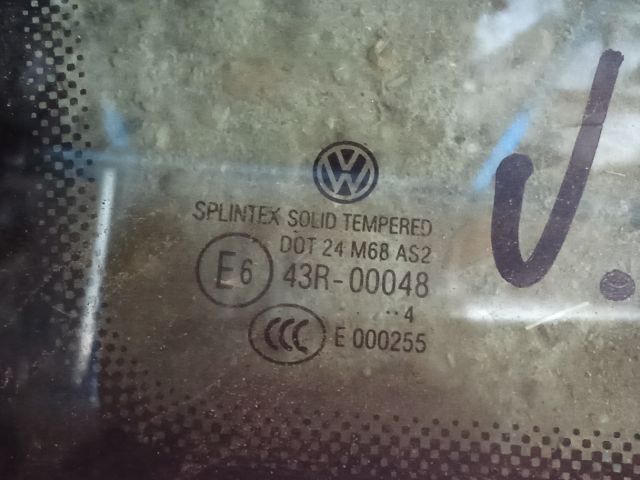 SPLINTEX SOLID TEMPERED
DOT 24 M68 AS2
E6 43R-00048
·· 4
CCC E 000255